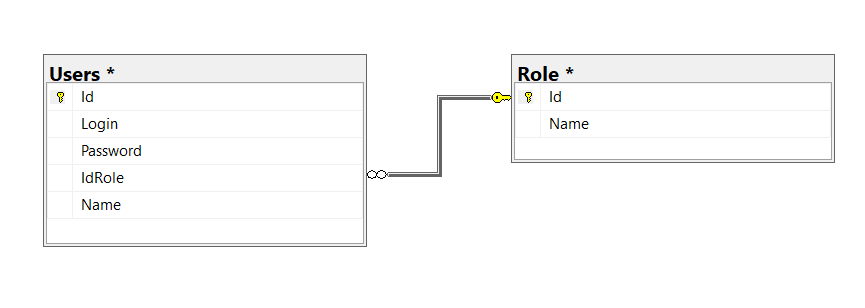 Users *
Id
Login
Password
IdRole
Name
Role *
Id
Name